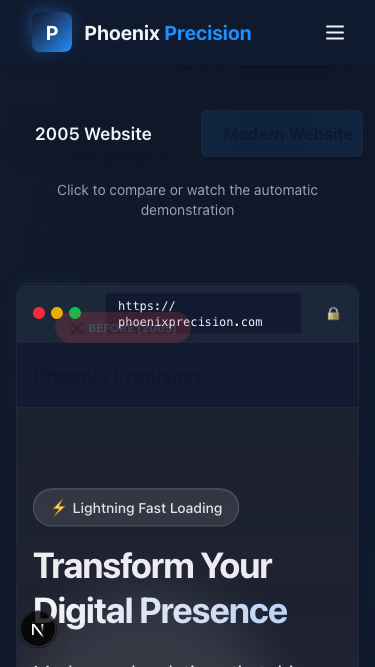 P Phoenix Precision
2005 Website
Modern Website
Click to compare or watch the automatic
demonstration
https://
phoenixprecision.com
❌ BEFORE (2005)
Phoenix Precision
⚡ Lightning Fast Loading
Transform Your
Digital Presence
N